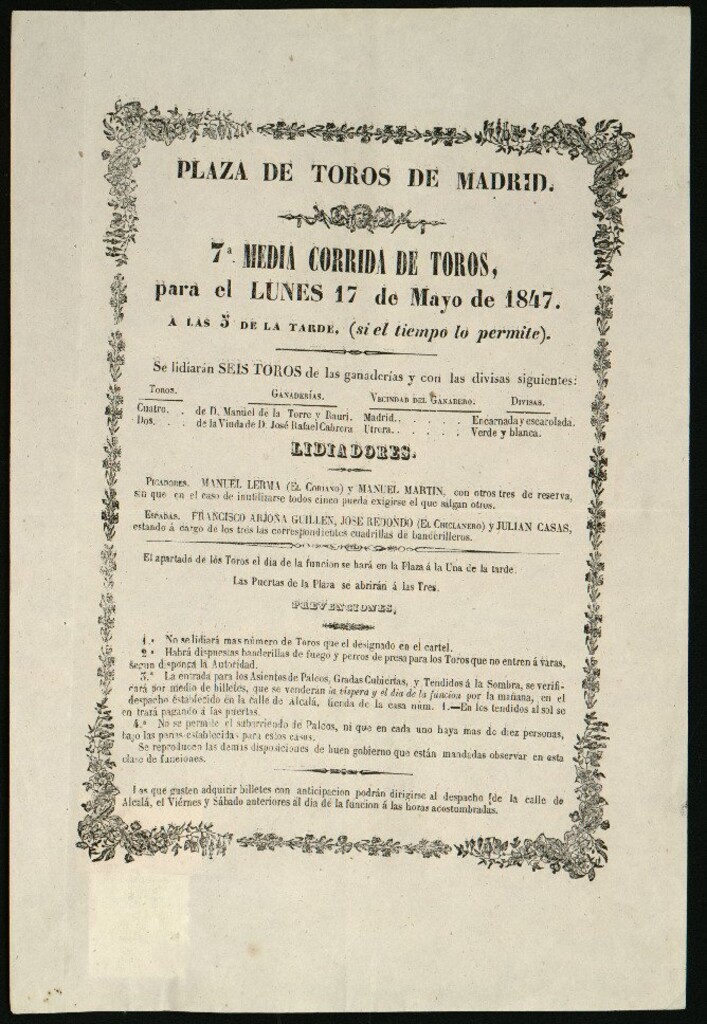 PLAZA DE TOROS DE MADRID.
7ª MEDIA CORRIDA DE TOROS,
para el LUNES 17 de Mayo de 1847.
A LAS 5 DE LA TARDE, (si el tiempo lo permite).
Se lidiarán SEIS TOROS de las ganaderías y con las divisas siguientes:
TOROS. GANADERÍAS. VECINDAD DEL GANADERO. DIVISAS.
Cuatro. . de D. Manuel de la Torre y Rauri. Madrid. . . . . . Encarnada y escarolada.
Dos. . . de la Viuda de D. José Rafael Cabrera Utrera. . . . . . Verde y blanca.
LIDIADORES.
PICADORES. MANUEL LERMA (EL CORIANO) y MANUEL MARTIN, con otros tres de reserva,
sin que en el caso de inutilizarse todos cinco pueda exigirse el que salgan otros.
ESPADAS. FRANCISCO ARJONA GUILLEN, JOSE REDONDO (EL CHICLANERO) y JULIAN CASAS,
estando á cargo de los tres las correspondientes cuadrillas de banderilleros.
El apartado de los Toros el dia de la funcion se hará en la Plaza á la Una de la tarde.
Las Puertas de la Plaza se abrirán á las Tres.
PREVENCIONES,
1.ª No se lidiará mas número de Toros que el designado en el cartel.
2.ª Habrá dispuestas banderillas de fuego y perros de presa para los Toros que no entren á varas,
segun disponga la Autoridad.
3.ª La entrada para los Asientos de Palcos, Gradas Cubiertas, y Tendidos á la Sombra, se verifi-
cará por medio de billetes, que se venderán la víspera y el dia de la funcion por la mañana, en el
despacho establecido en la calle de Alcalá, tienda de la casa núm. 1.—En los tendidos al sol se
entrará pagando á las puertas.
4.ª No se permite el subarriendo de Palcos, ni que en cada uno haya mas de diez personas,
bajo las penas establecidas para estos casos.
Se reproducen las demas disposiciones de buen gobierno que están mandadas observar en esta
clase de funciones.
Los que gusten adquirir billetes con anticipacion podrán dirigirse al despacho de la calle de
Alcalá, el Viérnes y Sábado anteriores al dia de la funcion á las horas acostumbradas.